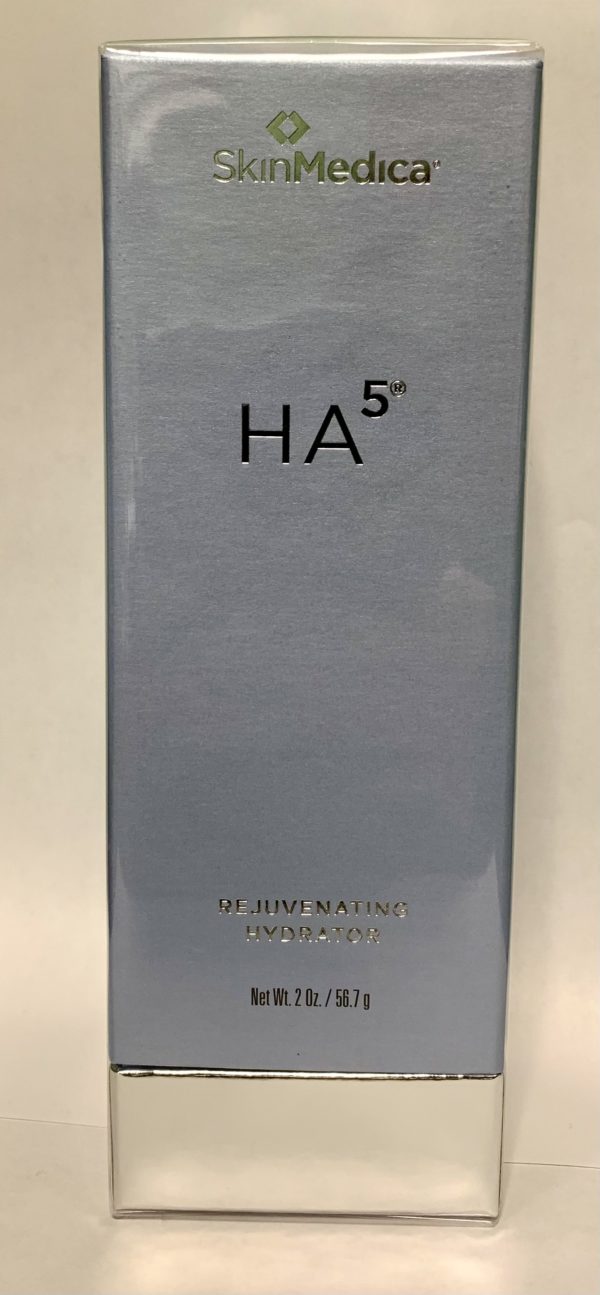 SkinMedica®
HA5®
REJUVENATING
HYDRATOR
Net Wt. 2 Oz. / 56.7 g